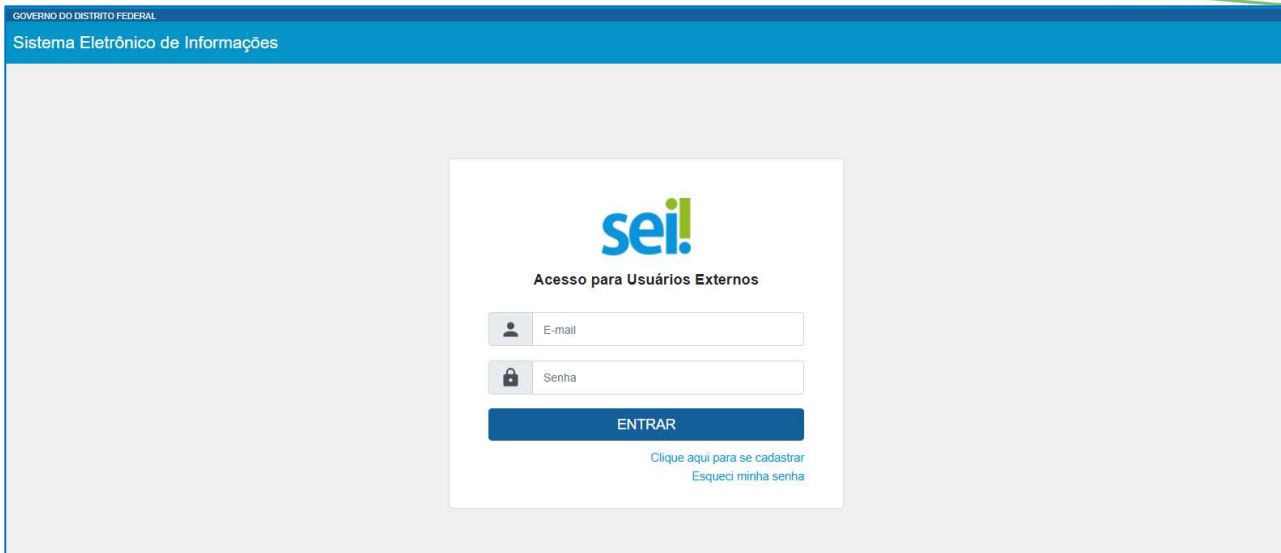 GOVERNO DO DISTRITO FEDERAL
Sistema Eletrônico de Informações
sei!
Acesso para Usuários Externos
E-mail
Senha
ENTRAR
Clique aqui para se cadastrar
Esqueci minha senha